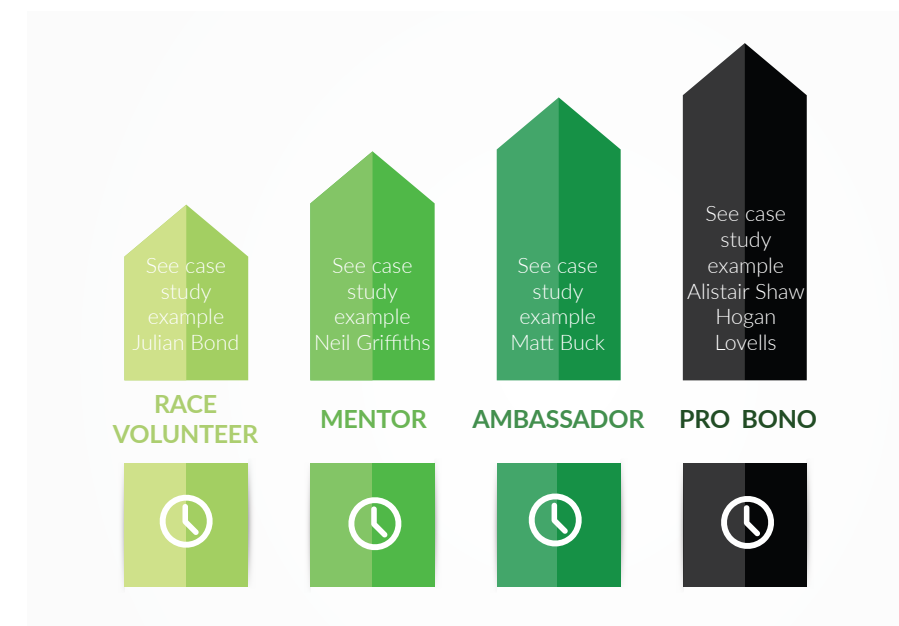 See case
study
example
Julian Bond
See case
study
example
Neil Griffiths
See case
study
example
Matt Buck
See case
study
example
Alistair Shaw
Hogan
Lovells
RACE
VOLUNTEER
MENTOR
AMBASSADOR
PRO BONO